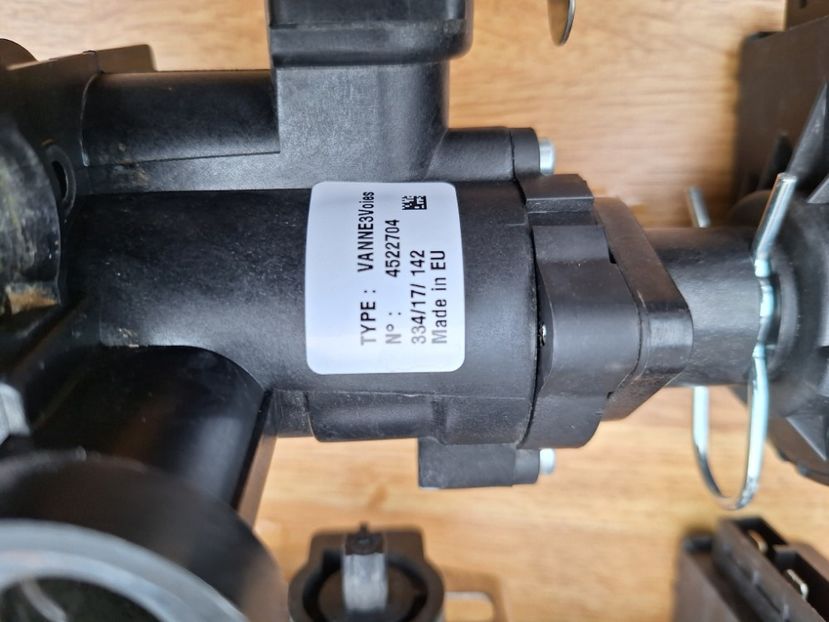 TYPE : VANNE3Voies
N° : 4522704
334/17/ 142
Made in EU